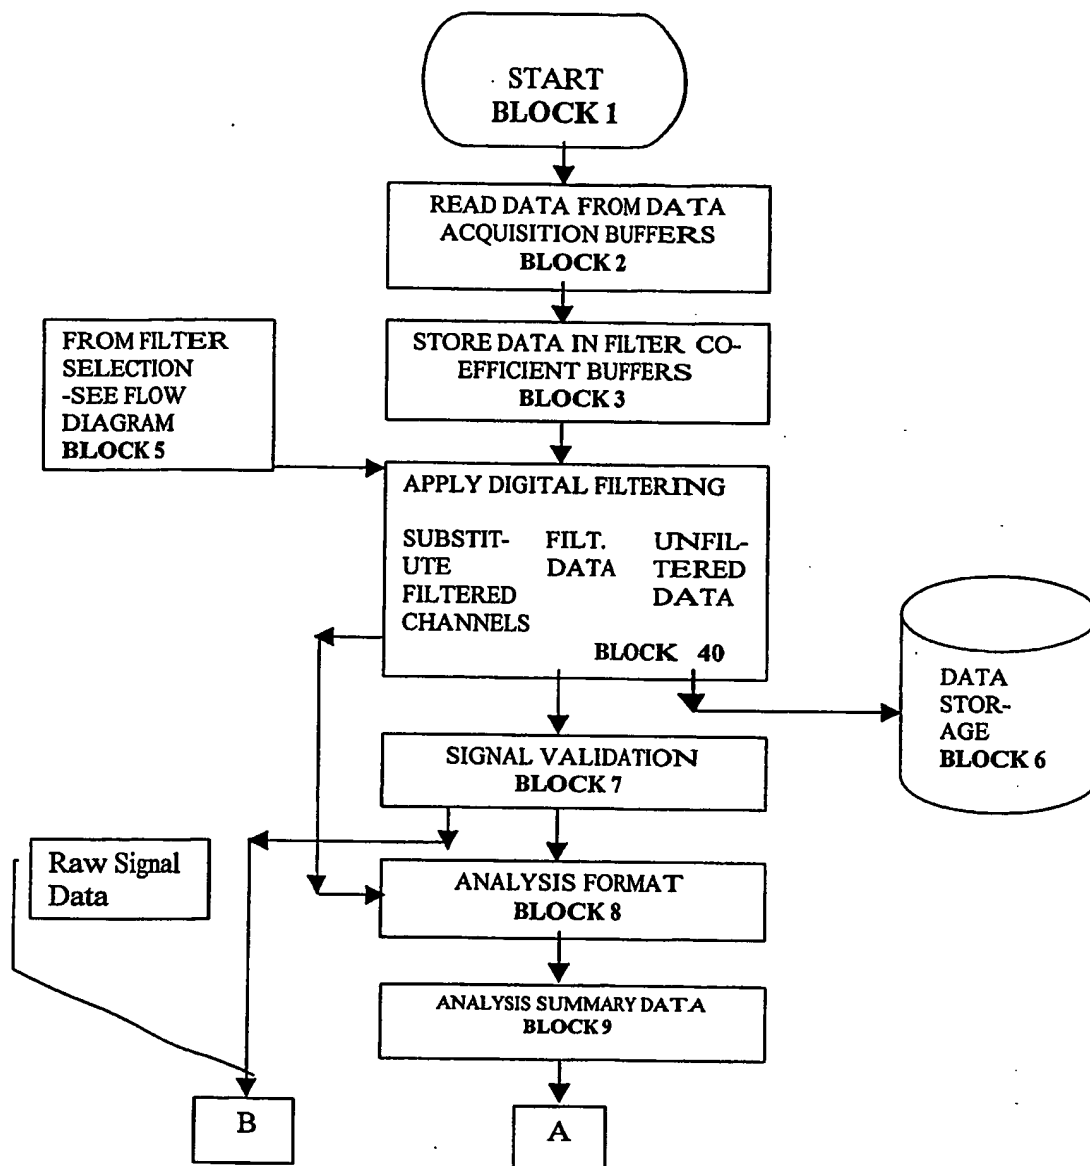 START
BLOCK 1
READ DATA FROM DATA
ACQUISITION BUFFERS
BLOCK 2
STORE DATA IN FILTER CO-
EFFICIENT BUFFERS
BLOCK 3
FROM FILTER
SELECTION
-SEE FLOW
DIAGRAM
BLOCK 5
APPLY DIGITAL FILTERING
SUBSTIT-
UTE
FILTERED
CHANNELS
FILT.
DATA
UNFIL-
TERED
DATA
BLOCK 40
DATA
STOR-
AGE
BLOCK 6
SIGNAL VALIDATION
BLOCK 7
Raw Signal
Data
ANALYSIS FORMAT
BLOCK 8
ANALYSIS SUMMARY DATA
BLOCK 9
B
A